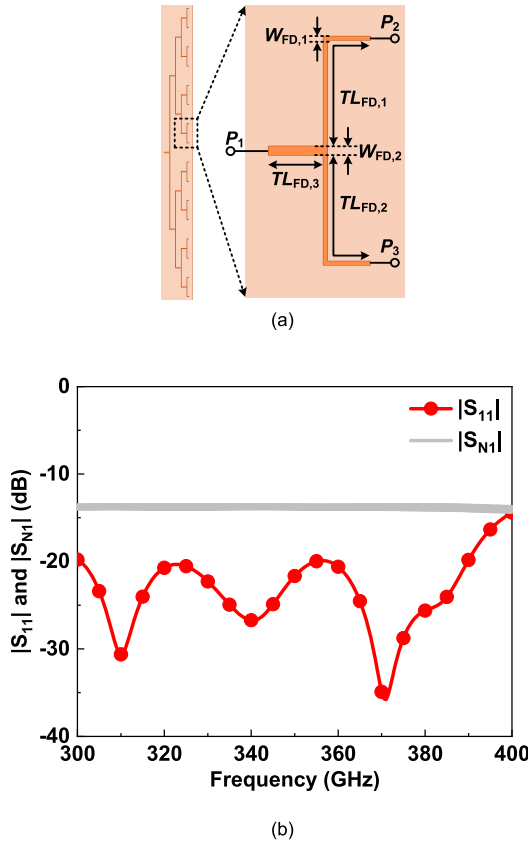 W_FD,1
P_2
TL_FD,1
P_1
W_FD,2
TL_FD,3
TL_FD,2
P_3
(a)
0
-10
-20
-30
-40
|S_11| and |S_N1| (dB)
|S_11|
|S_N1|
300 320 340 360 380 400
Frequency (GHz)
(b)